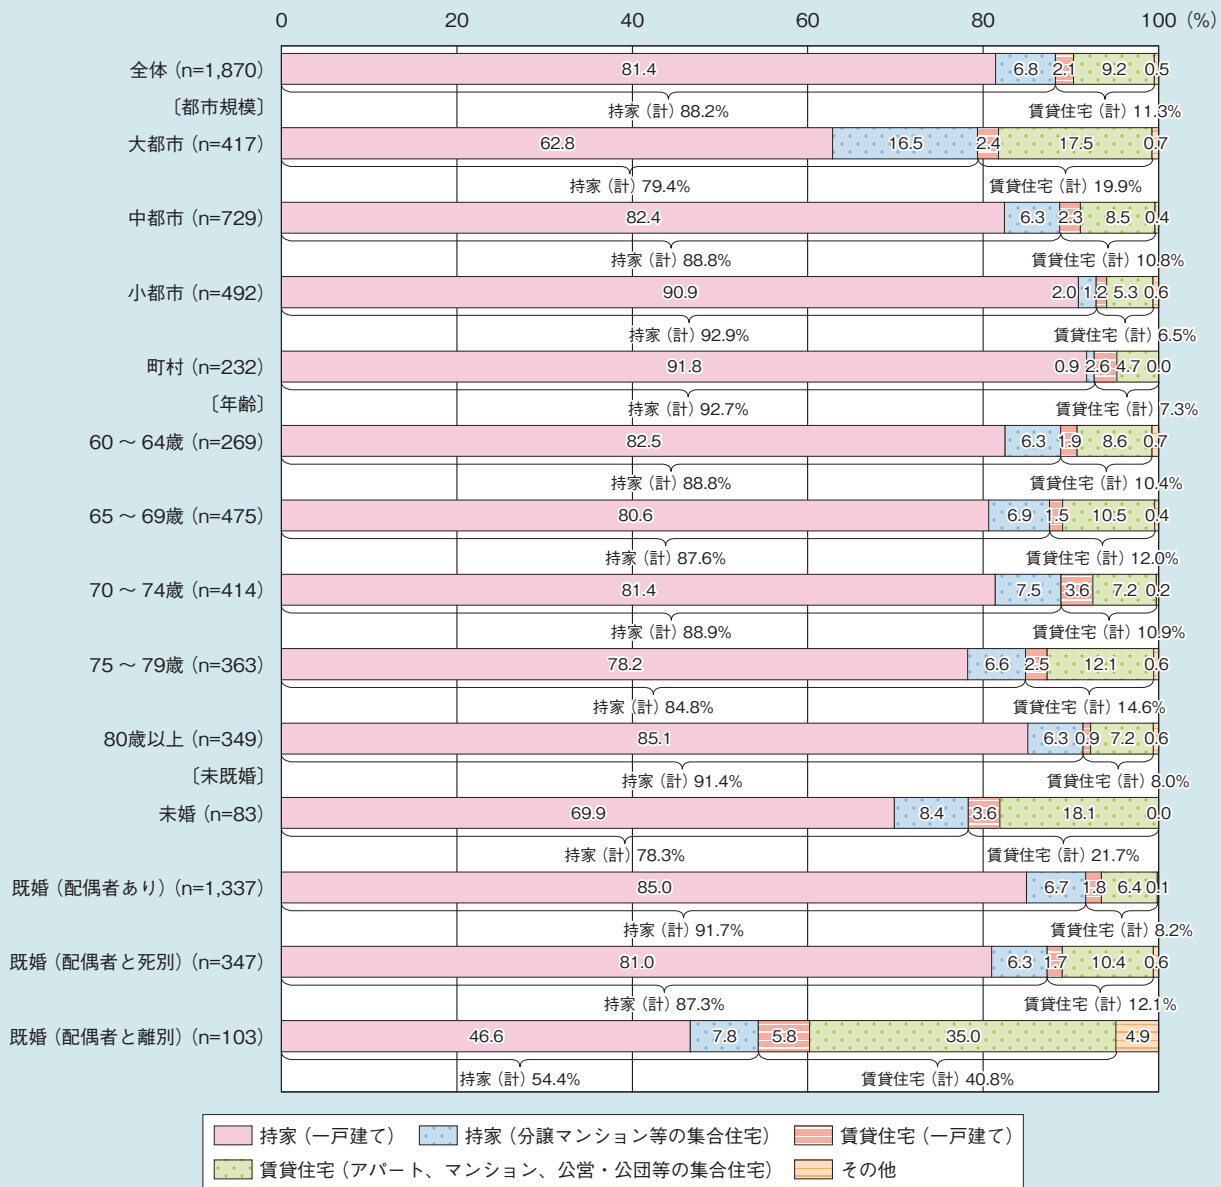 0 20 40 60 80 100（%）
全体（n=1,870） 81.4 6.8 2.1 9.2 0.5
持家（計）88.2% 賃貸住宅（計）11.3%
〔都市規模〕
大都市（n=417） 62.8 16.5 2.4 17.5 0.7
持家（計）79.4% 賃貸住宅（計）19.9%
中都市（n=729） 82.4 6.3 2.3 8.5 0.4
持家（計）88.8% 賃貸住宅（計）10.8%
小都市（n=492） 90.9 2.0 1.2 5.3 0.6
持家（計）92.9% 賃貸住宅（計）6.5%
町村（n=232） 91.8 0.9 2.6 4.7 0.0
持家（計）92.7% 賃貸住宅（計）7.3%
〔年齢〕
60～64歳（n=269） 82.5 6.3 1.9 8.6 0.7
持家（計）88.8% 賃貸住宅（計）10.4%
65～69歳（n=475） 80.6 6.9 1.5 10.5 0.4
持家（計）87.6% 賃貸住宅（計）12.0%
70～74歳（n=414） 81.4 7.5 3.6 7.2 0.2
持家（計）88.9% 賃貸住宅（計）10.9%
75～79歳（n=363） 78.2 6.6 2.5 12.1 0.6
持家（計）84.8% 賃貸住宅（計）14.6%
80歳以上（n=349） 85.1 6.3 0.9 7.2 0.6
持家（計）91.4% 賃貸住宅（計）8.0%
〔未既婚〕
未婚（n=83） 69.9 8.4 3.6 18.1 0.0
持家（計）78.3% 賃貸住宅（計）21.7%
既婚（配偶者あり）（n=1,337） 85.0 6.7 1.8 6.4 0.1
持家（計）91.7% 賃貸住宅（計）8.2%
既婚（配偶者と死別）（n=347） 81.0 6.3 1.7 10.4 0.6
持家（計）87.3% 賃貸住宅（計）12.1%
既婚（配偶者と離別）（n=103） 46.6 7.8 5.8 35.0 4.9
持家（計）54.4% 賃貸住宅（計）40.8%
持家（一戸建て） 持家（分譲マンション等の集合住宅） 賃貸住宅（一戸建て）
賃貸住宅（アパート、マンション、公営・公団等の集合住宅） その他